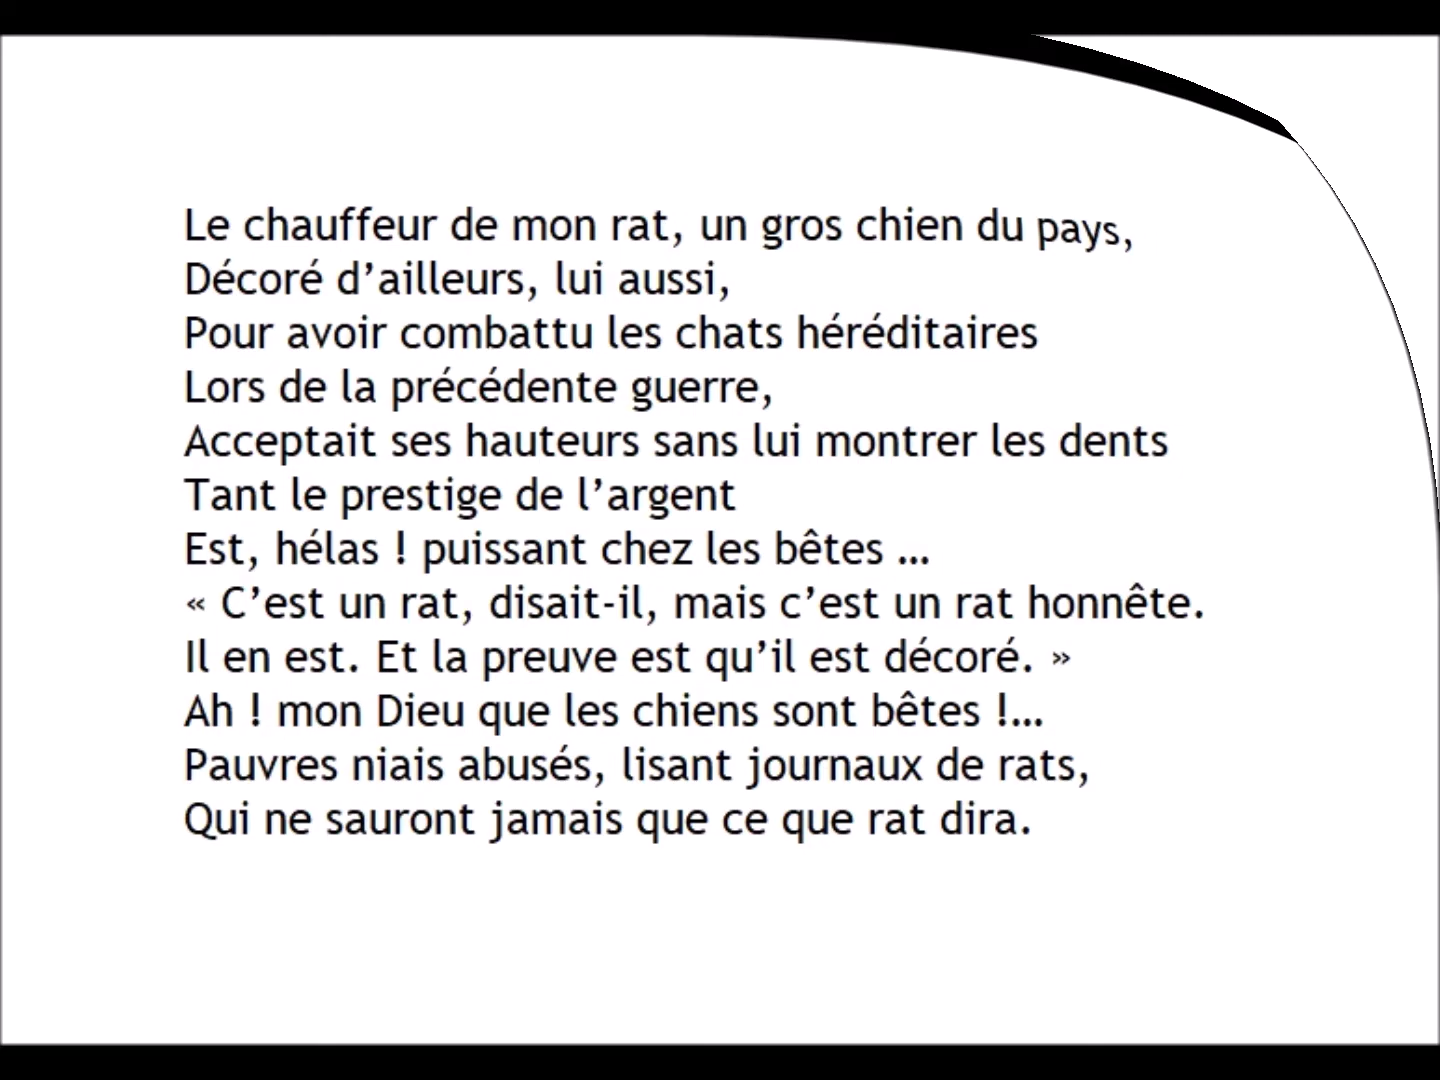 Le chauffeur de mon rat, un gros chien du pays,
Décoré d’ailleurs, lui aussi,
Pour avoir combattu les chats héréditaires
Lors de la précédente guerre,
Acceptait ses hauteurs sans lui montrer les dents
Tant le prestige de l’argent
Est, hélas ! puissant chez les bêtes …
« C’est un rat, disait-il, mais c’est un rat honnête.
Il en est. Et la preuve est qu’il est décoré. »
Ah ! mon Dieu que les chiens sont bêtes !…
Pauvres niais abusés, lisant journaux de rats,
Qui ne sauront jamais que ce que rat dira.